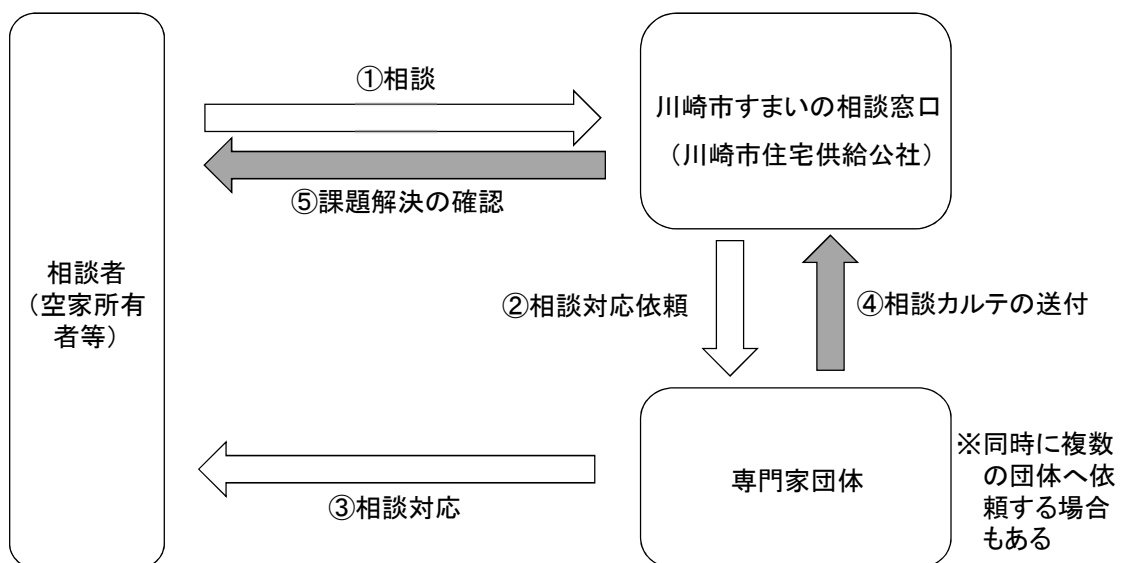 ①相談
川崎市すまいの相談窓口
（川崎市住宅供給公社）
⑤課題解決の確認
相談者
（空家所有
者等）
②相談対応依頼
④相談カルテの送付
③相談対応
専門家団体
※同時に複数
の団体へ依
頼する場合
もある